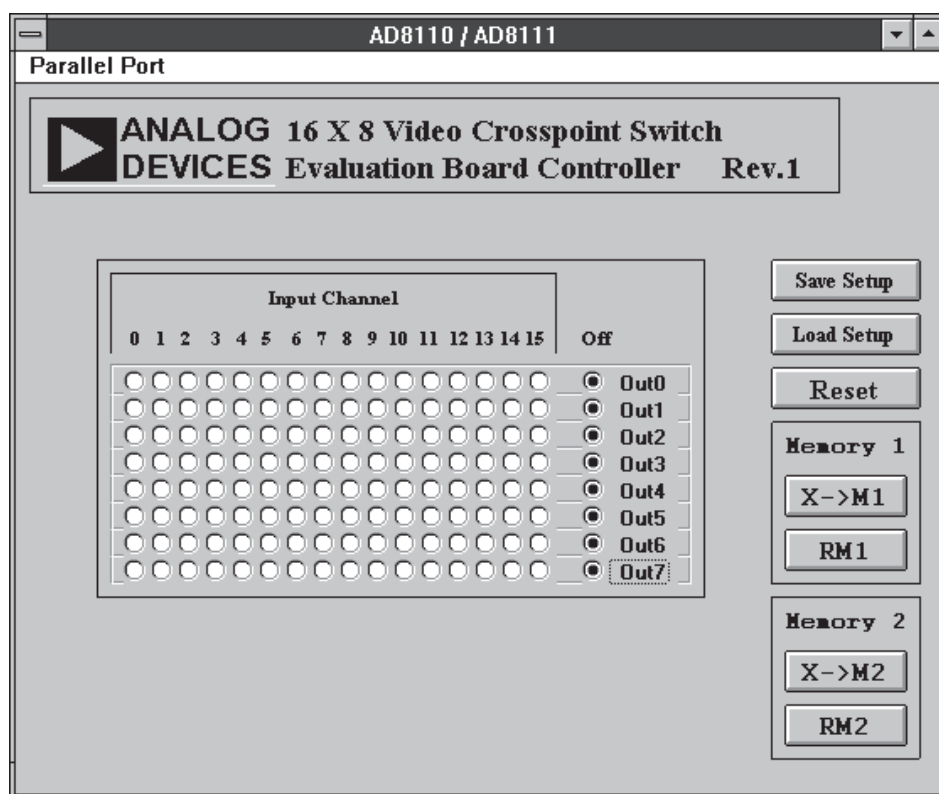 AD8110 / AD8111
Parallel Port
ANALOG DEVICES
16 X 8 Video Crosspoint Switch
Evaluation Board Controller Rev.1
Input Channel
0 1 2 3 4 5 6 7 8 9 10 11 12 13 14 15 Off
Out0
Out1
Out2
Out3
Out4
Out5
Out6
Out7
Save Setup
Load Setup
Reset
Memory 1
X->M1
RM1
Memory 2
X->M2
RM2